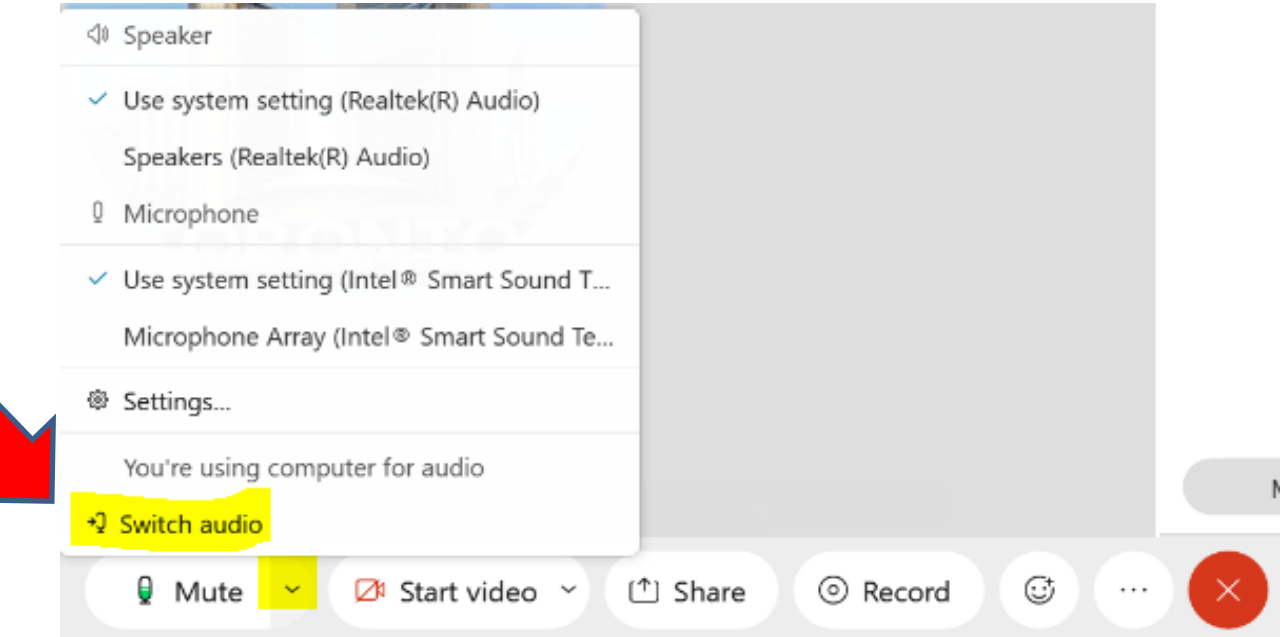 Speaker
Use system setting (Realtek(R) Audio)
Speakers (Realtek(R) Audio)
Microphone
TORONTO
Use system setting (Intel® Smart Sound T...
Microphone Array (Intel® Smart Sound Te...
Settings...
You're using computer for audio
Switch audio
Mute
Start video
Share
Record